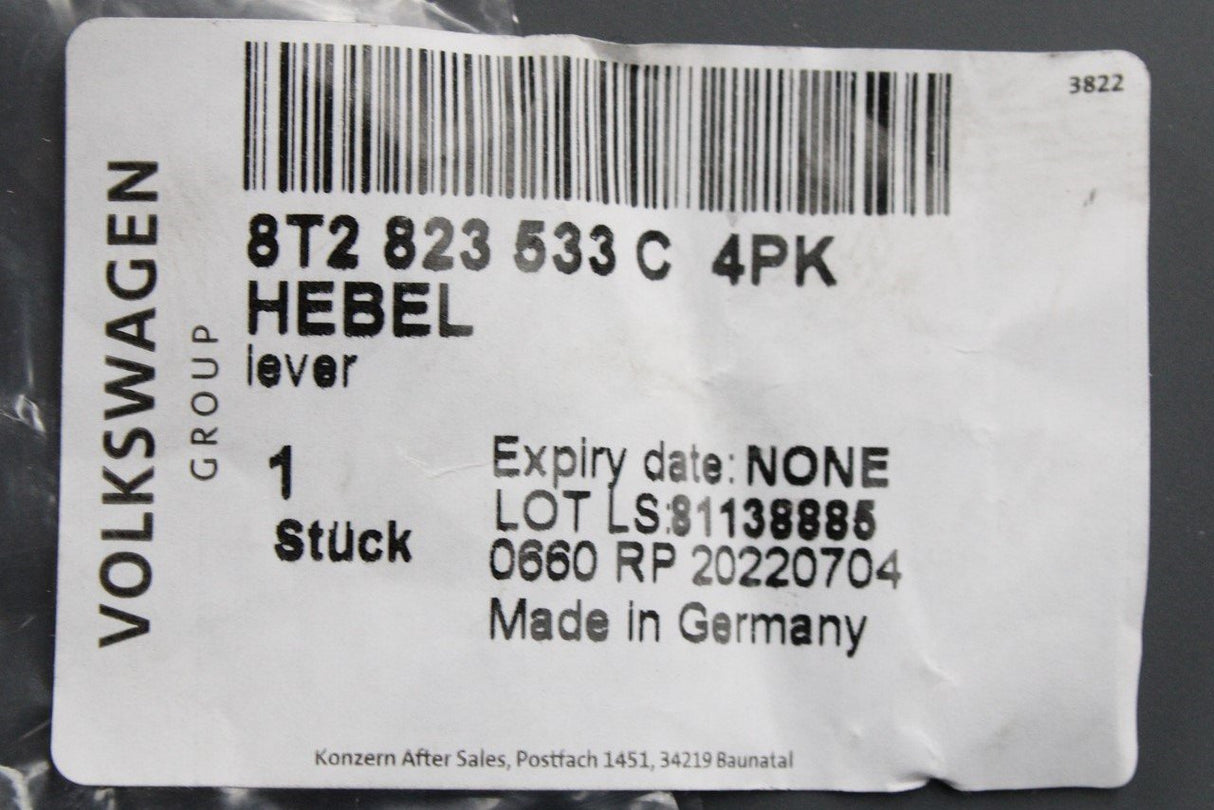 3822
VOLKSWAGEN
GROUP
8T2 823 533 C 4PK
HEBEL
lever
1
Stück
Expiry date: NONE
LOT LS:81138885
0660 RP 20220704
Made in Germany
Konzern After Sales, Postfach 1451, 34219 Baunatal